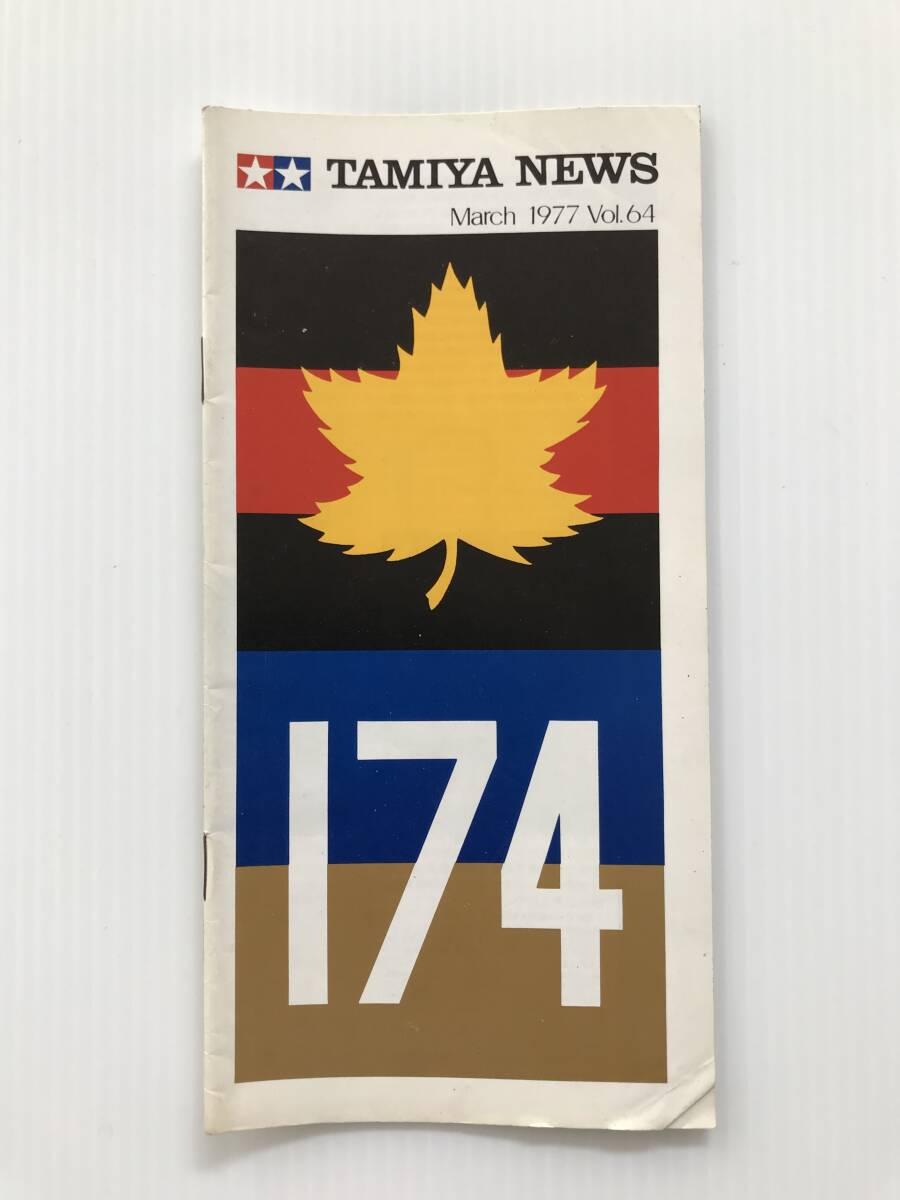 TAMIYA NEWS
March 1977 Vol.64
174